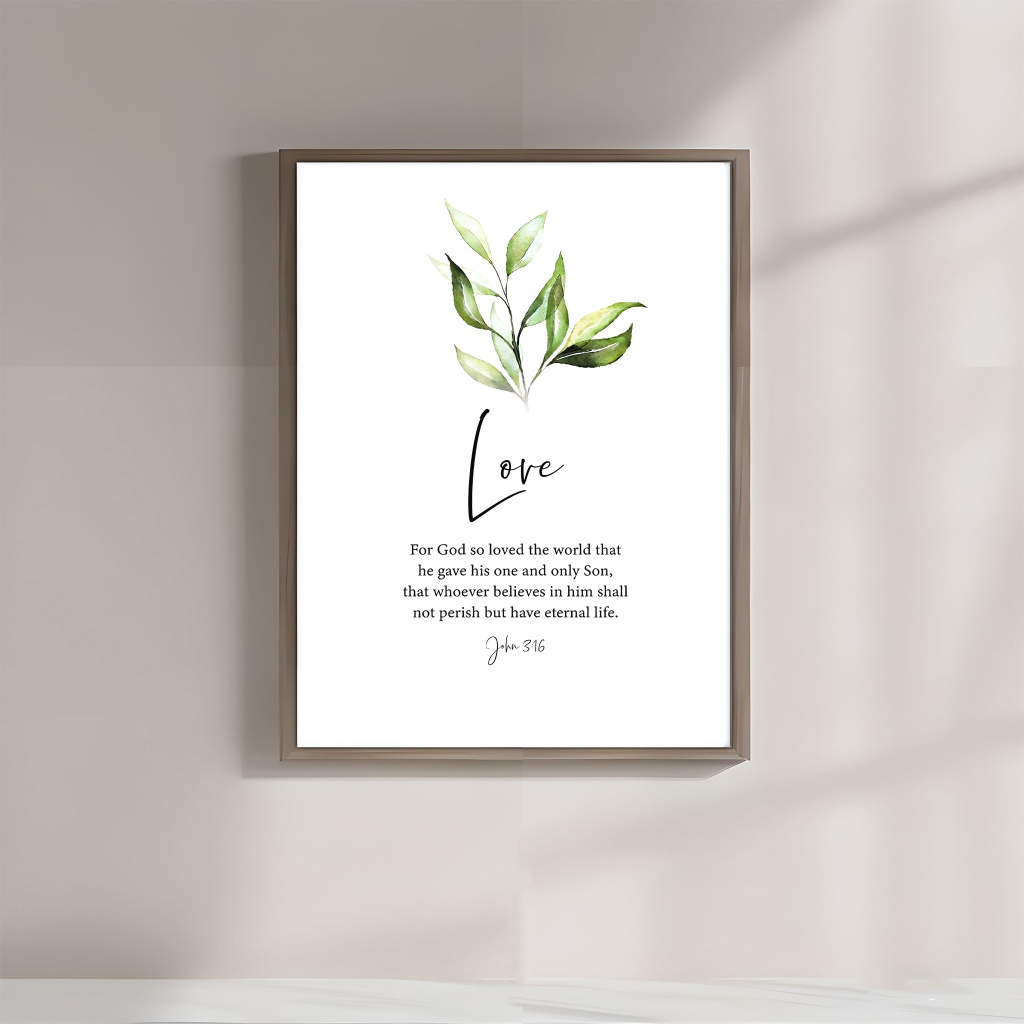 Love
For God so loved the world that
he gave his one and only Son,
that whoever believes in him shall
not perish but have eternal life.
John 3:16